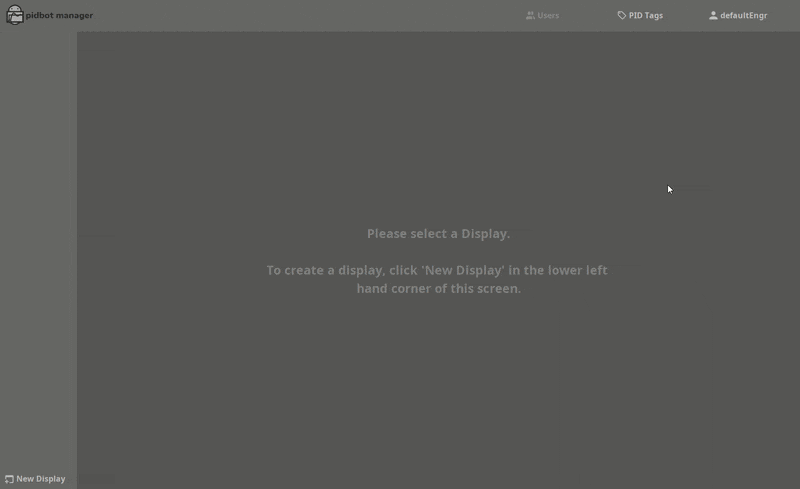 pidbot manager
Users
PID Tags
defaultEngr
Please select a Display.
To create a display, click 'New Display' in the lower left
hand corner of this screen.
New Display